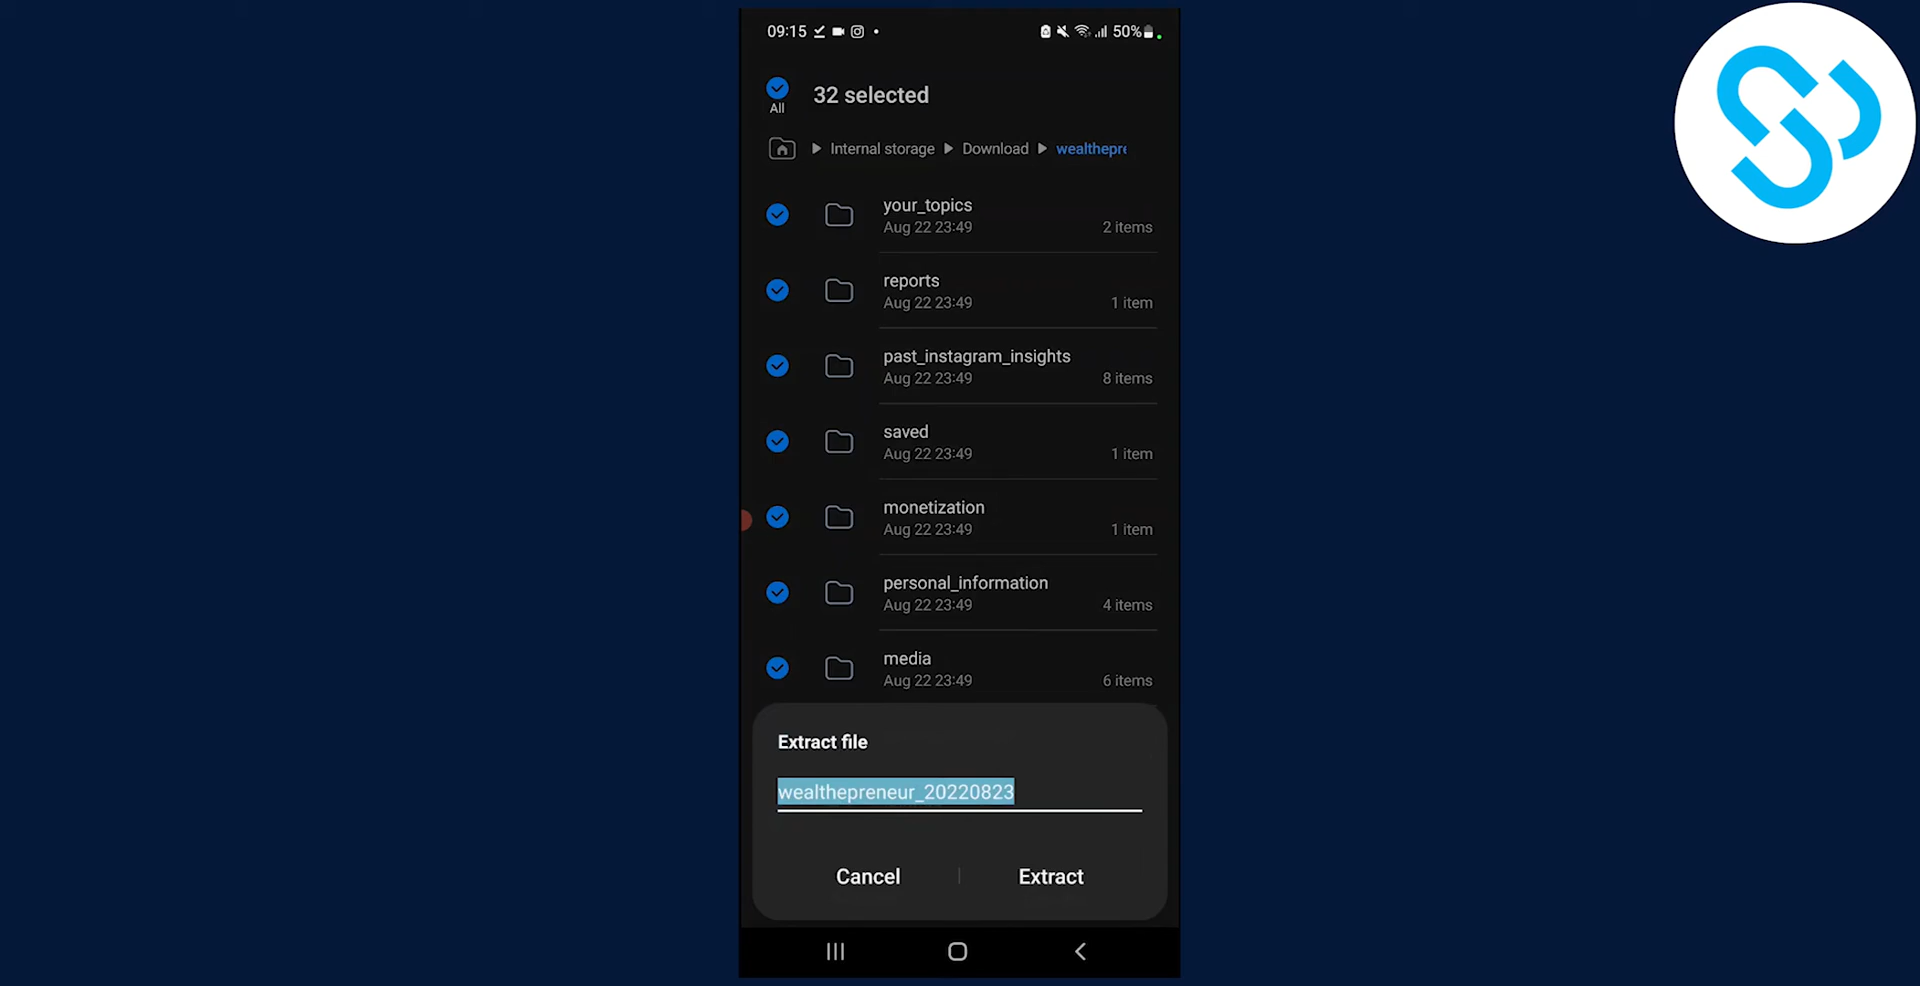 09:15 50%
32 selected
All
Internal storage Download wealthepre
your_topics
Aug 22 23:49 2 items
reports
Aug 22 23:49 1 item
past_instagram_insights
Aug 22 23:49 8 items
saved
Aug 22 23:49 1 item
monetization
Aug 22 23:49 1 item
personal_information
Aug 22 23:49 4 items
media
Aug 22 23:49 6 items
Extract file
wealthepreneur_20220823
Cancel Extract